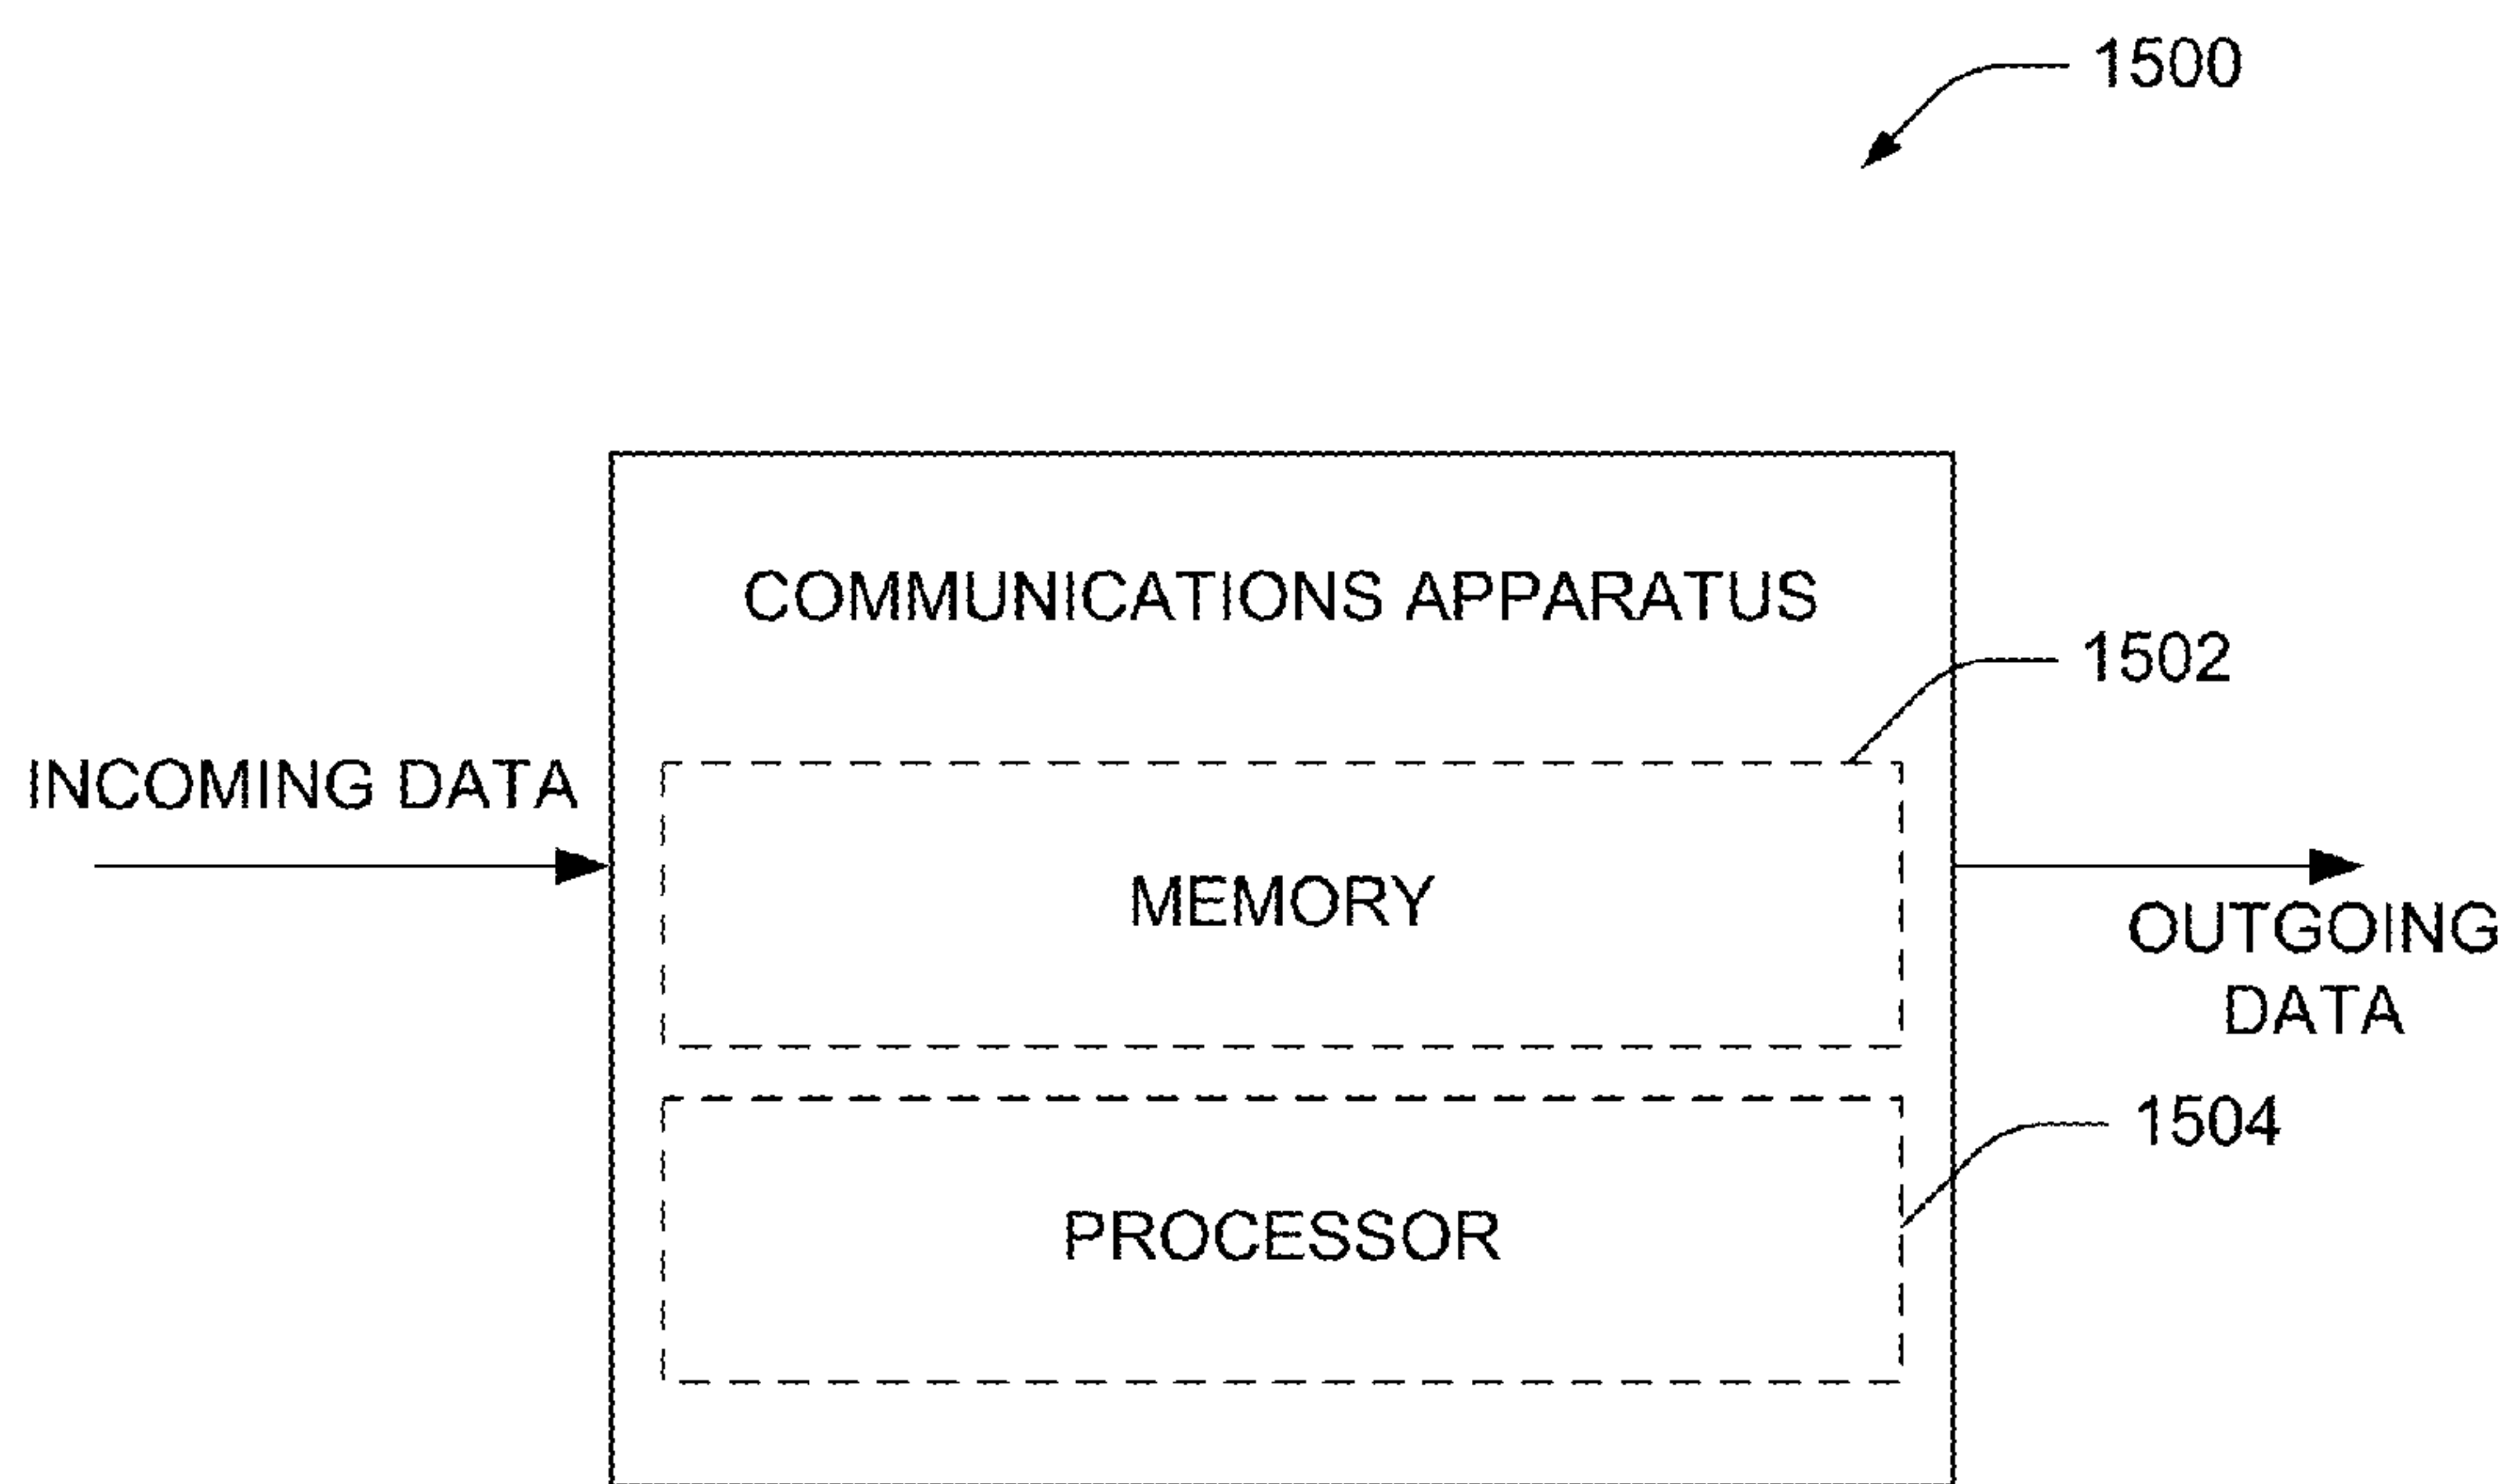 1500
COMMUNICATIONS APPARATUS
1502
INCOMING DATA
MEMORY
OUTGOING
DATA
1504
PROCESSOR